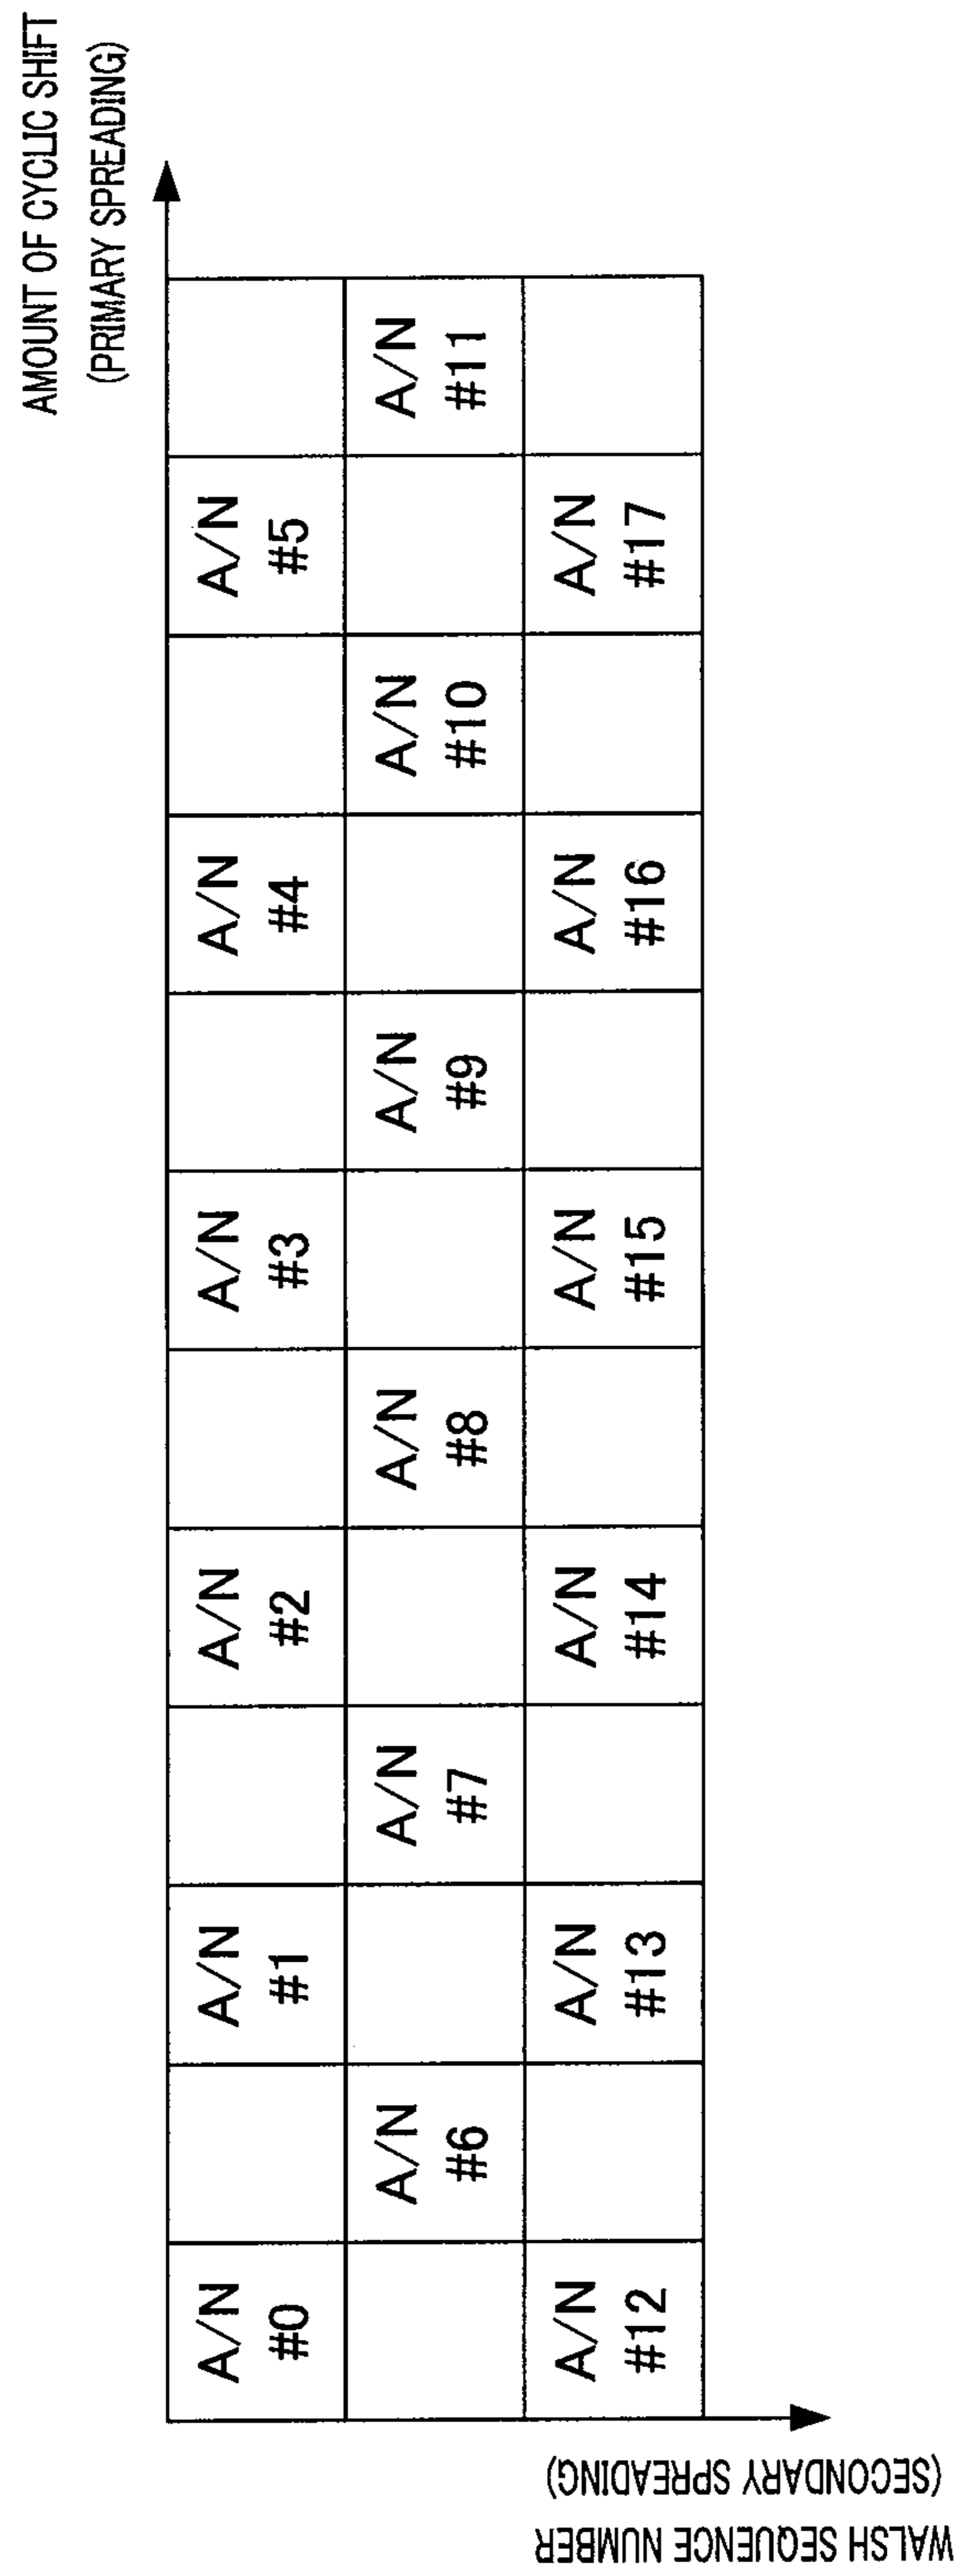 AMOUNT OF CYCLIC SHIFT
(PRIMARY SPREADING)
WALSH SEQUENCE NUMBER
(SECONDARY SPREADING)
A/N
#0
A/N
#1
A/N
#2
A/N
#3
A/N
#4
A/N
#5
A/N
#6
A/N
#7
A/N
#8
A/N
#9
A/N
#10
A/N
#11
A/N
#12
A/N
#13
A/N
#14
A/N
#15
A/N
#16
A/N
#17